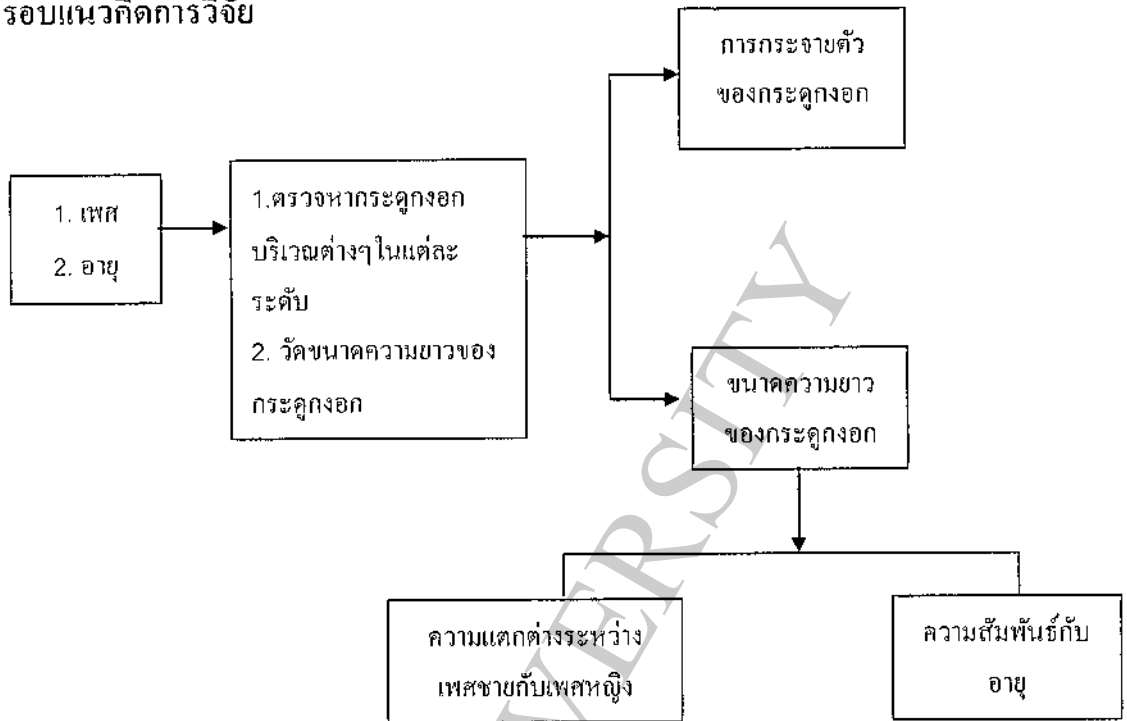 รอบแนวคิดการวิจัย
การกระจายตัว
ของกระดูกงอก
1. เพศ
2. อายุ
1.ตรวจหากระดูกงอก
บริเวณต่างๆในแต่ละ
ระดับ
2. วัดขนาดความยาวของ
กระดูกงอก
ขนาดความยาว
ของกระดูกงอก
ความแตกต่างระหว่าง
เพศชายกับเพศหญิง
ความสัมพันธ์กับ
อายุ
VERSITY